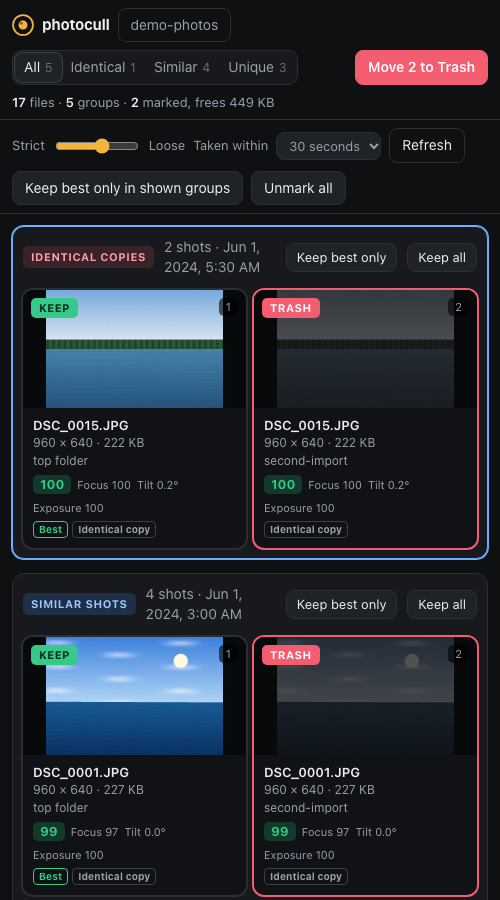 photocull demo-photos
All 5 Identical 1 Similar 4 Unique 3 Move 2 to Trash
17 files · 5 groups · 2 marked, frees 449 KB
Strict Loose Taken within 30 seconds Refresh
Keep best only in shown groups Unmark all
IDENTICAL COPIES 2 shots · Jun 1,
2024, 5:30 AM Keep best only Keep all
KEEP 1 TRASH 2
DSC_0015.JPG DSC_0015.JPG
960 × 640 · 222 KB 960 × 640 · 222 KB
top folder second-import
100 Focus 100 Tilt 0.2° 100 Focus 100 Tilt 0.2°
Exposure 100 Exposure 100
Best Identical copy Identical copy
SIMILAR SHOTS 4 shots · Jun 1,
2024, 3:00 AM Keep best only Keep all
KEEP 1 TRASH 2
DSC_0001.JPG DSC_0001.JPG
960 × 640 · 227 KB 960 × 640 · 227 KB
top folder second-import
99 Focus 97 Tilt 0.0° 99 Focus 97 Tilt 0.0°
Exposure 100 Exposure 100
Best Identical copy Identical copy